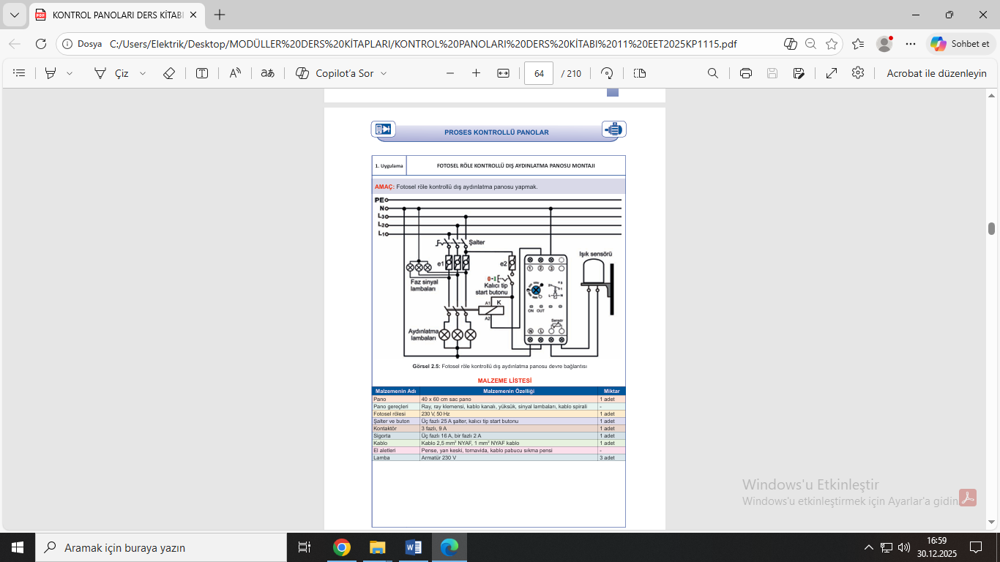 KONTROL PANOLARI DERS KİTABI
Dosya C:/Users/Elektrik/Desktop/MODÜLLER%20DERS%20KİTAPLARI/KONTROL%20PANOLARI%20DERS%20KİTABI%2011%20EET2025KP1115.pdf
Sohbet et
Çiz
Copilot'a Sor
64 / 210
Acrobat ile düzenleyin
PROSES KONTROLLÜ PANOLAR
1. Uygulama FOTOSEL RÖLE KONTROLLÜ DIŞ AYDINLATMA PANOSU MONTAJI
AMAÇ: Fotosel röle kontrollü dış aydınlatma panosu yapmak.
PE
N
L3
L2
L1
Şalter
Işık sensörü
e1
e2
1 2 3
Faz sinyal
lambaları
0-1
Kalıcı tip
start butonu
A1 K
A2
ON OUT
Sensör
N L
Aydınlatma
lambaları
Görsel 2.5: Fotosel röle kontrollü dış aydınlatma panosu devre bağlantısı
MALZEME LİSTESİ
Malzemenin Adı Malzemenin Özelliği Miktar
Pano 40 x 60 cm sac pano 1 adet
Pano gereçleri Ray, ray klemensi, kablo kanalı, yüksük, sinyal lambaları, kablo spirali -
Fotosel rölesi 230 V, 50 Hz 1 adet
Şalter ve buton Üç fazlı 25 A şalter, kalıcı tip start butonu 1 adet
Kontaktör 3 fazlı, 9 A 1 adet
Sigorta Üç fazlı 16 A, bir fazlı 2 A 1 adet
Kablo Kablo 2,5 mm² NYAF, 1 mm² NYAF kablo 1 adet
El aletleri Pense, yan keski, tornavida, kablo pabucu sıkma pensi -
Lamba Armatür 230 V 3 adet
Windows'u Etkinleştir
Windows'u etkinleştirmek için Ayarlar'a gidin
Aramak için buraya yazın
16:59
30.12.2025